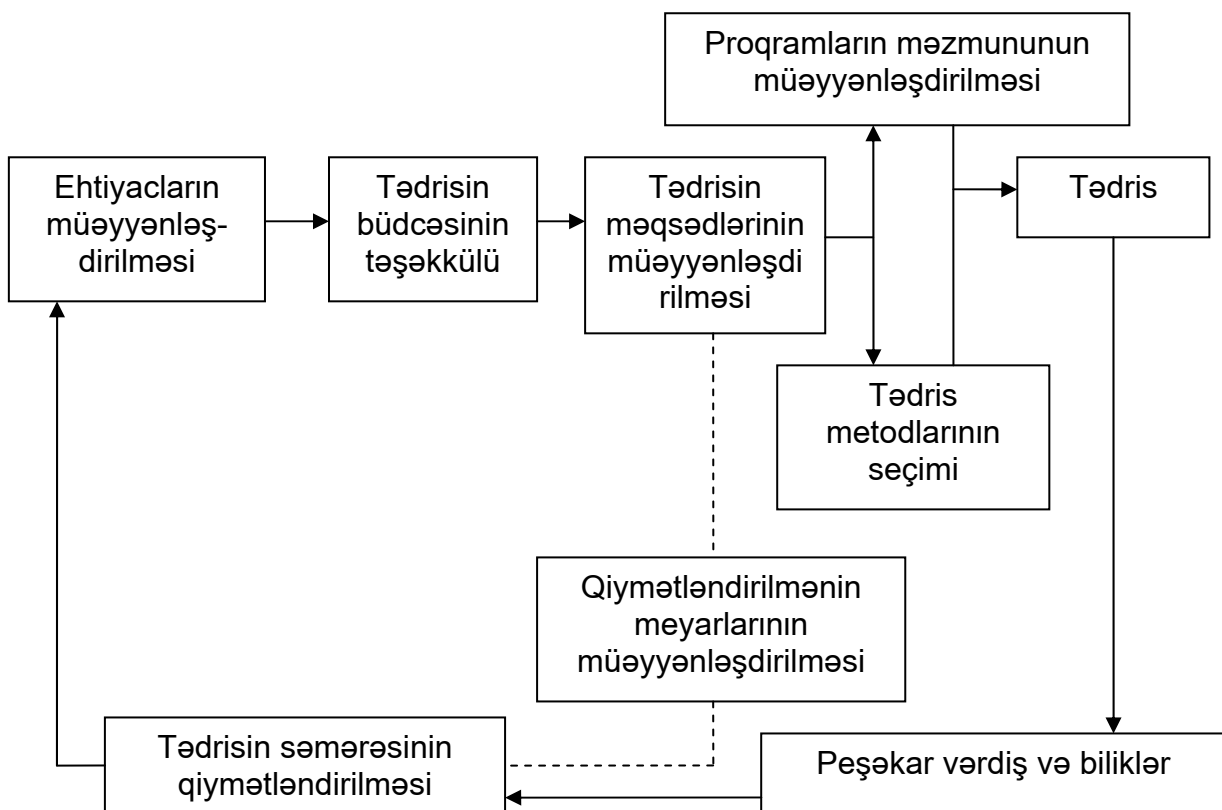 Proqramların məzmununun
müəyyənləşdirilməsi
Ehtiyacların
müəyyənləş-
dirilməsi
Tədrisin
büdcəsinin
təşəkkülü
Tədrisin
məqsədlərinin
müəyyənləşdi
rilməsi
Tədris
Tədris
metodlarının
seçimi
Qiymətləndirilmənin
meyarlarının
müəyyənləşdirilməsi
Tədrisin səmərəsinin
qiymətləndirilməsi
Peşəkar vərdiş və biliklər